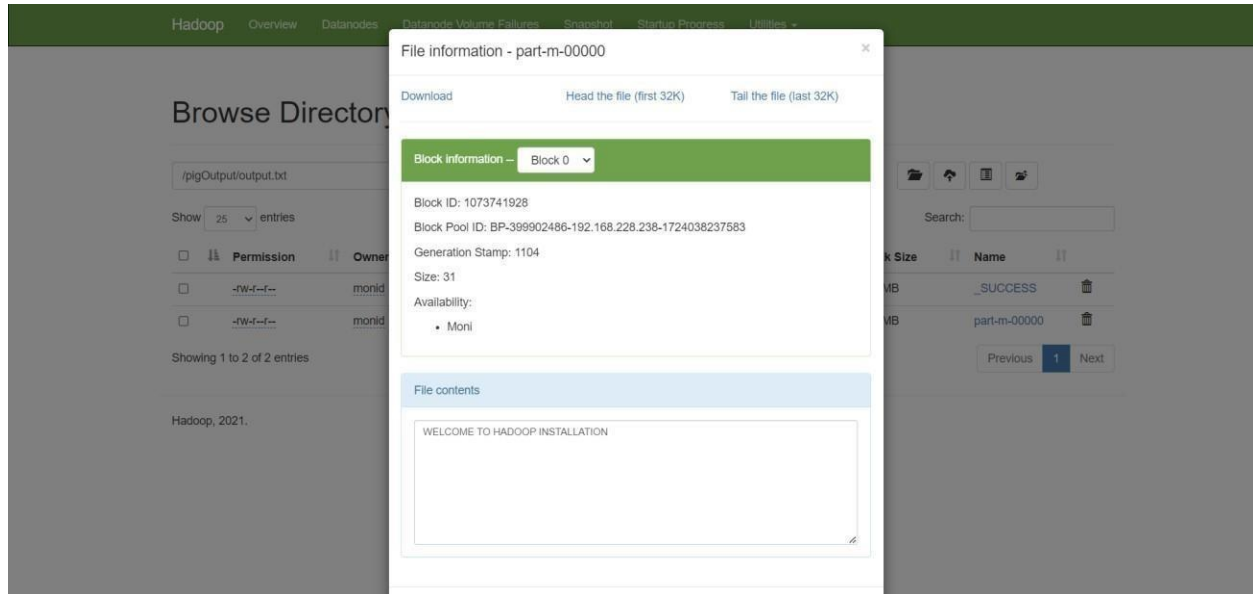 Hadoop Overview Datanodes Datanode Volume Failures Snapshot Startup Progress Utilities
File information - part-m-00000 ×
Download Head the file (first 32K) Tail the file (last 32K)
Browse Directory
Block information -- Block 0
/pigOutput/output.txt
Block ID: 1073741928
Block Pool ID: BP-399902486-192.168.228.238-1724038237583
Generation Stamp: 1104
Size: 31
Availability:
• Moni
Show 25 entries Search:
Permission Owner k Size Name
-rw-r--r-- monid MB _SUCCESS
-rw-r--r-- monid MB part-m-00000
Showing 1 to 2 of 2 entries Previous 1 Next
File contents
WELCOME TO HADOOP INSTALLATION
Hadoop, 2021.